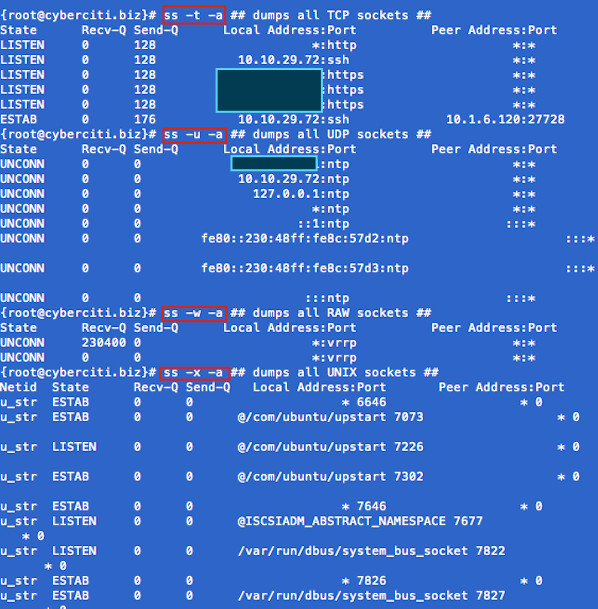 {root@cyberciti.biz}# ss -t -a ## dumps all TCP sockets ##
State Recv-Q Send-Q Local Address:Port Peer Address:Port
LISTEN 0 128 *:http *:*
LISTEN 0 128 10.10.29.72:ssh *:*
LISTEN 0 128 :https *:*
LISTEN 0 128 :https *:*
LISTEN 0 128 :https *:*
ESTAB 0 176 10.10.29.72:ssh 10.1.6.120:27728
{root@cyberciti.biz}# ss -u -a ## dumps all UDP sockets ##
State Recv-Q Send-Q Local Address:Port Peer Address:Port
UNCONN 0 0 :ntp *:*
UNCONN 0 0 10.10.29.72:ntp *:*
UNCONN 0 0 127.0.0.1:ntp *:*
UNCONN 0 0 *:ntp *:*
UNCONN 0 0 ::1:ntp :::*
UNCONN 0 0 fe80::230:48ff:fe8c:57d2:ntp :::*
UNCONN 0 0 fe80::230:48ff:fe8c:57d3:ntp :::*
UNCONN 0 0 :::ntp :::*
{root@cyberciti.biz}# ss -w -a ## dumps all RAW sockets ##
State Recv-Q Send-Q Local Address:Port Peer Address:Port
UNCONN 230400 0 *:vrrp *:*
UNCONN 0 0 *:vrrp *:*
{root@cyberciti.biz}# ss -x -a ## dumps all UNIX sockets ##
Netid State Recv-Q Send-Q Local Address:Port Peer Address:Port
u_str ESTAB 0 0 * 6646 * 0
u_str ESTAB 0 0 @/com/ubuntu/upstart 7073 * 0
u_str LISTEN 0 0 @/com/ubuntu/upstart 7226 * 0
u_str ESTAB 0 0 @/com/ubuntu/upstart 7302 * 0
u_str ESTAB 0 0 * 7646 * 0
u_str LISTEN 0 0 @ISCSIADM_ABSTRACT_NAMESPACE 7677
* 0
u_str LISTEN 0 0 /var/run/dbus/system_bus_socket 7822
* 0
u_str ESTAB 0 0 * 7826 * 0
u_str ESTAB 0 0 /var/run/dbus/system_bus_socket 7827